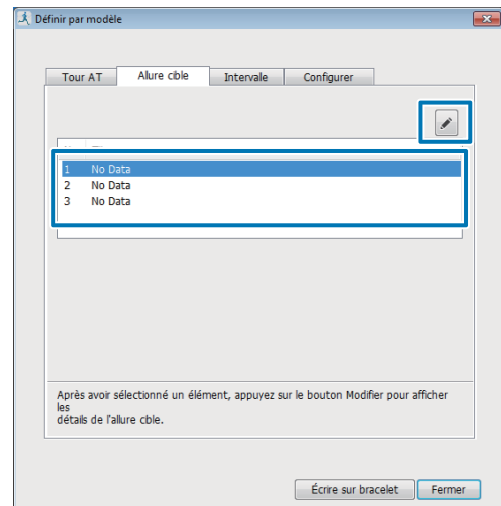 Définir par modèle
Tour AT Allure cible Intervalle Configurer
1 No Data
2 No Data
3 No Data
Après avoir sélectionné un élément, appuyez sur le bouton Modifier pour afficher
les
détails de l'allure cible.
Écrire sur bracelet Fermer